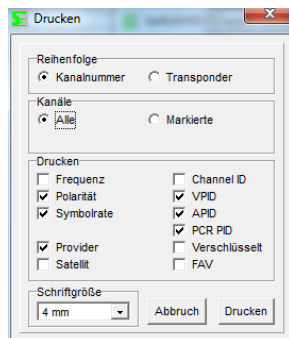 Drucken
Reihenfolge
Kanalnummer Transponder
Kanäle
Alle Markierte
Drucken
Frequenz Channel ID
Polarität VPID
Symbolrate APID
PCR PID
Provider Verschlüsselt
Satellit FAV
Schriftgröße
4 mm Abbruch Drucken